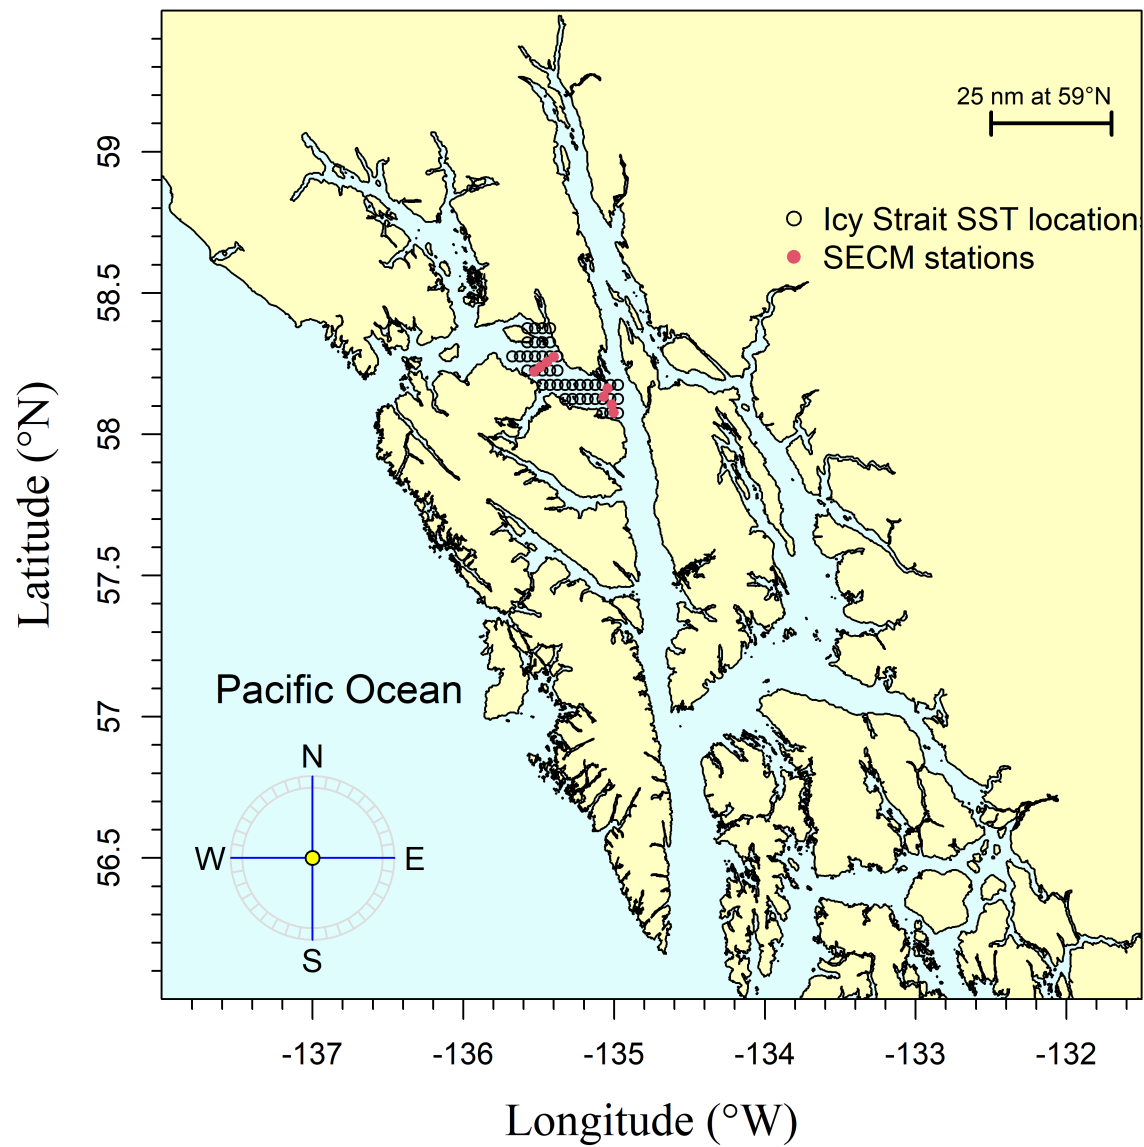 25 nm at 59°N
Icy Strait SST location
SECM stations
Pacific Ocean
N
W
E
S
Latitude (°N)
59
58.5
58
57.5
57
56.5
-137
-136
-135
-134
-133
-132
Longitude (°W)